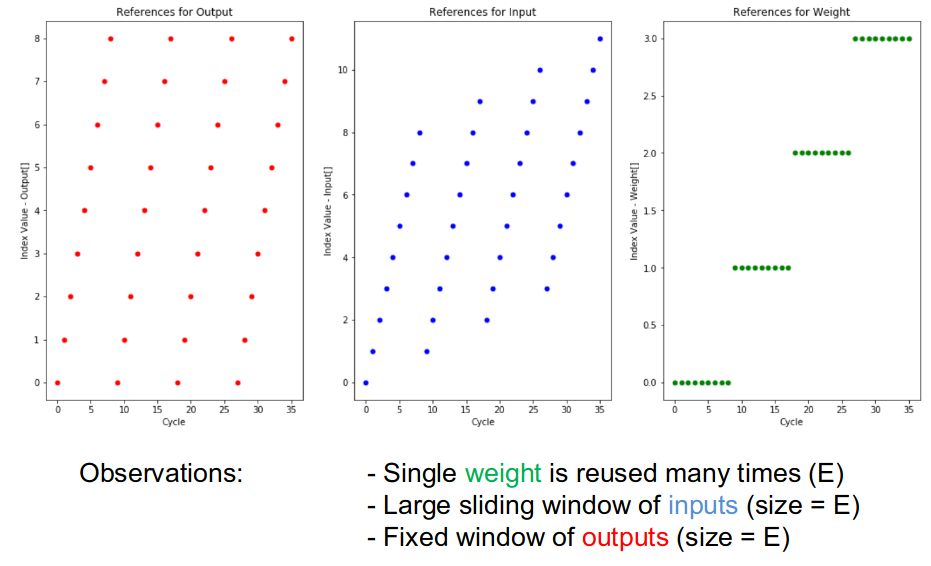 References for Output
References for Input
References for Weight
Index Value - Output[]
8
7
6
5
4
3
2
1
0
0 5 10 15 20 25 30 35
Cycle
Index Value - Input[]
10
8
6
4
2
0
0 5 10 15 20 25 30 35
Cycle
Index Value - Weight[]
3.0
2.5
2.0
1.5
1.0
0.5
0.0
0 5 10 15 20 25 30 35
Cycle
Observations:
- Single weight is reused many times (E)
- Large sliding window of inputs (size = E)
- Fixed window of outputs (size = E)